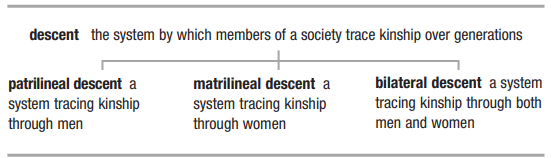 descent the system by which members of a society trace kinship over generations
patrilineal descent a
system tracing kinship
through men
matrilineal descent a
system tracing kinship
through women
bilateral descent a system
tracing kinship through both
men and women